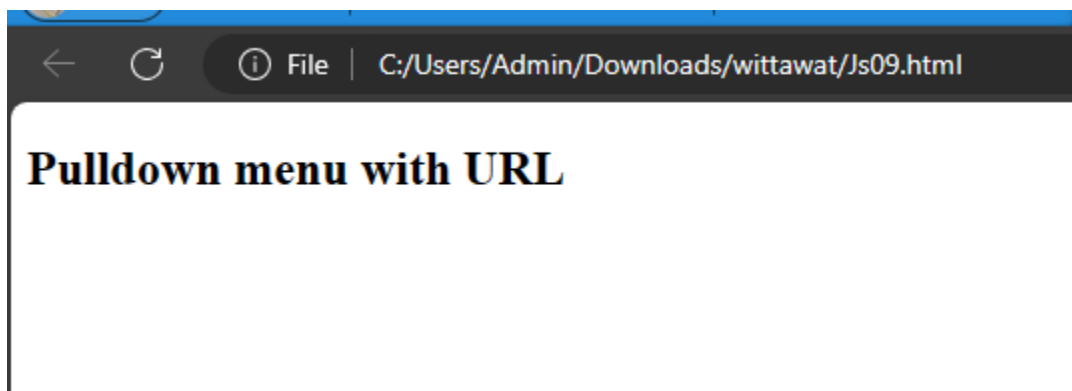 File C:/Users/Admin/Downloads/wittawat/Js09.html
Pulldown menu with URL